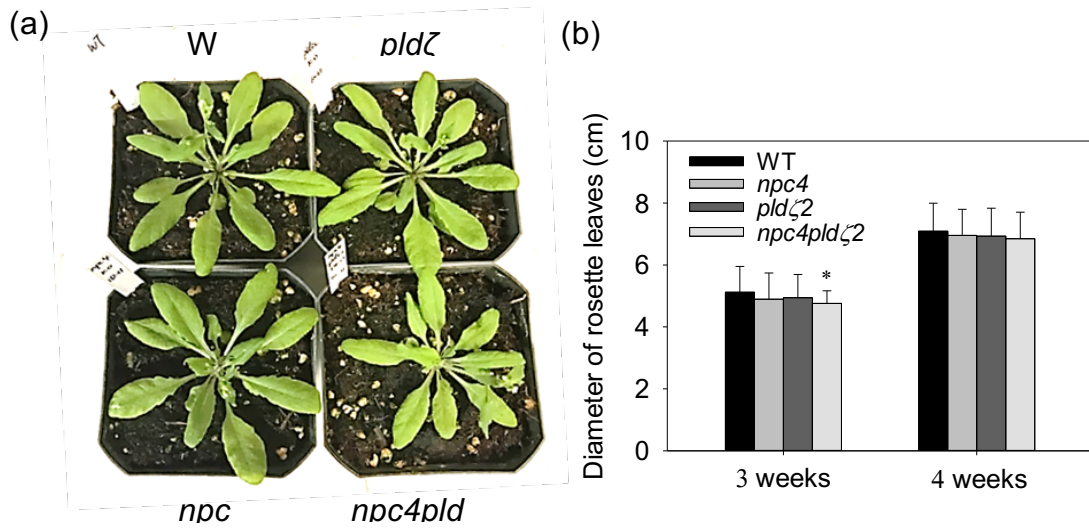 (a)
W
pldζ
WT
npc
npc4pld
(b)
Diameter of rosette leaves (cm)
10
8
6
4
2
0
WT
npc4
pldζ2
npc4pldζ2
*
3 weeks
4 weeks